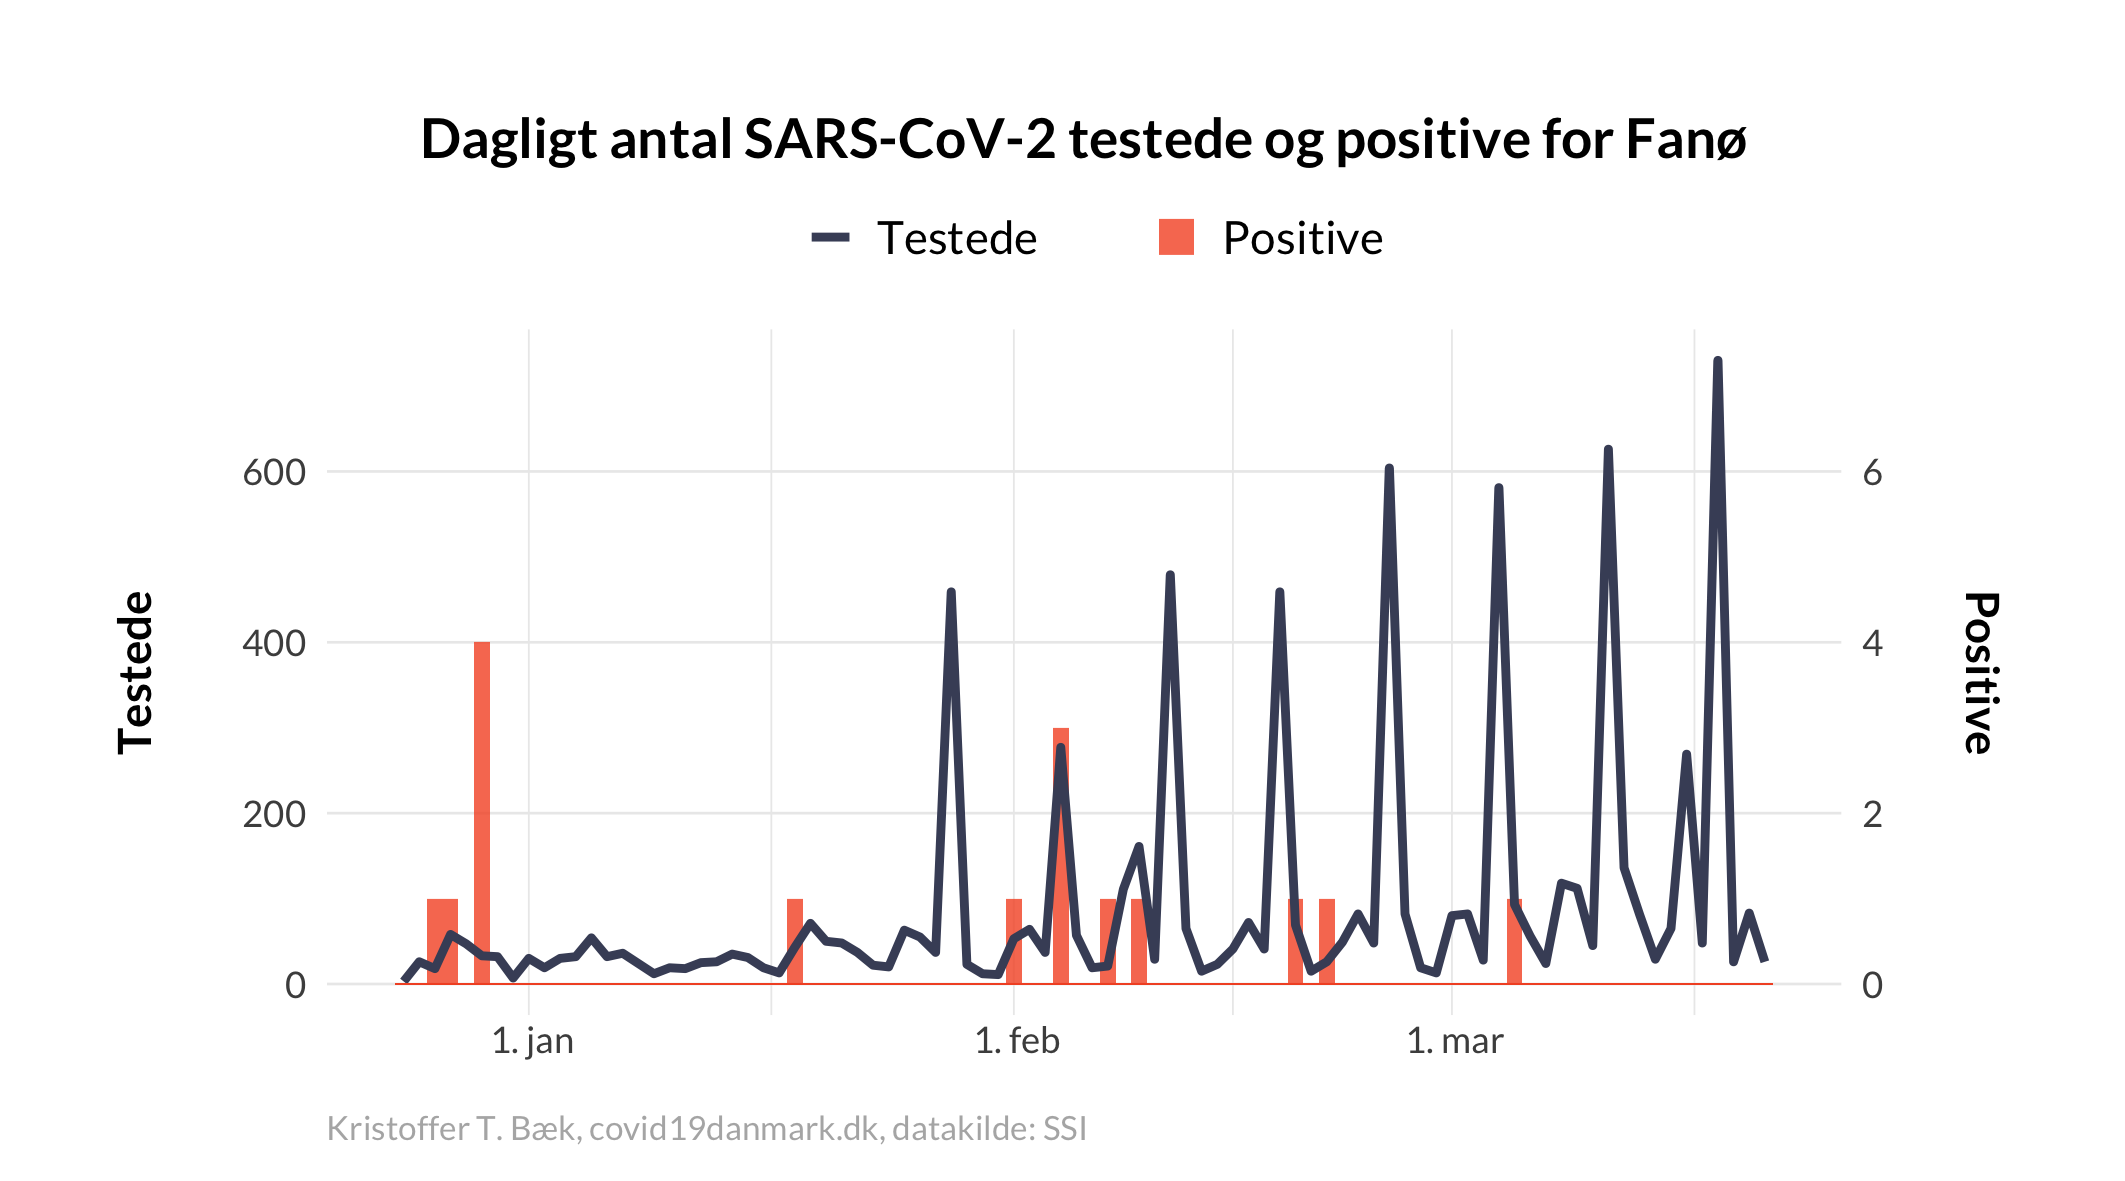 Dagligt antal SARS-CoV-2 testede og positive for Fanø
Testede
Positive
Testede
600
400
200
0
6
4
2
0
Positive
1. jan
1. feb
1. mar
Kristoffer T. Bæk, covid19danmark.dk, datakilde: SSI